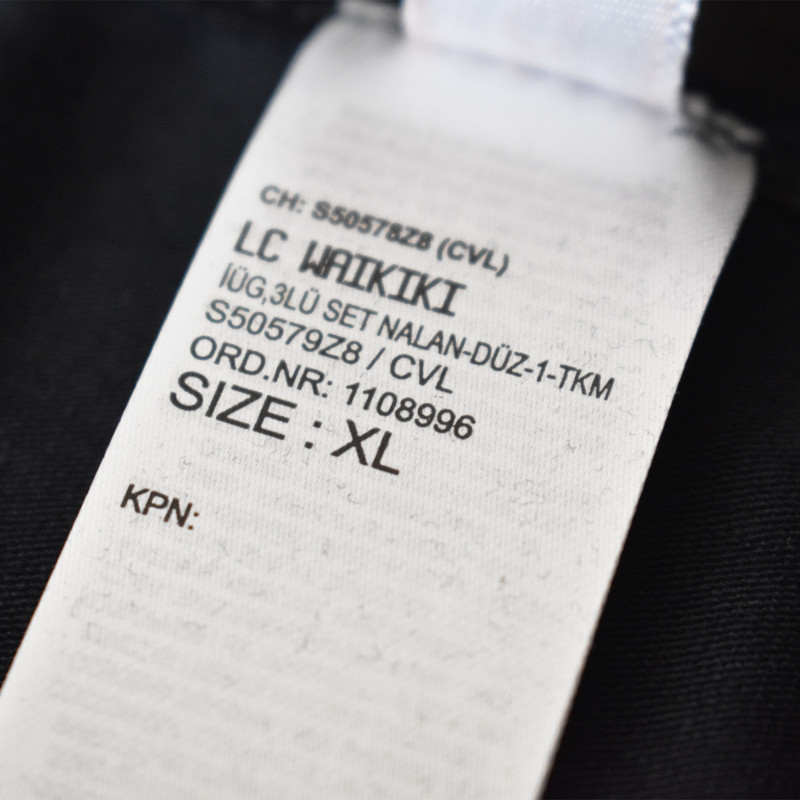 CH: S50578Z8 (CVL)
LC WAIKIKI
İÜG,3LÜ SET NALAN-DÜZ-1-TKM
S50579Z8 / CVL
ORD.NR: 1108996
SIZE : XL
KPN: